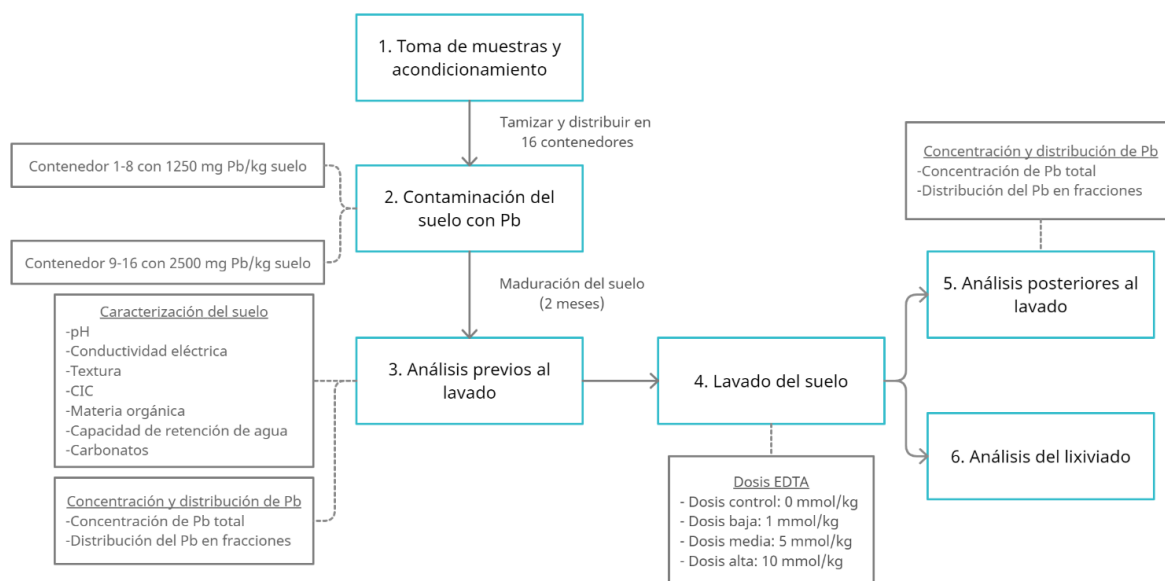 1. Toma de muestras y
acondicionamiento
Tamizar y distribuir en
16 contenedores
Contenedor 1-8 con 1250 mg Pb/kg suelo
2. Contaminación del
suelo con Pb
Contenedor 9-16 con 2500 mg Pb/kg suelo
Maduración del suelo
(2 meses)
Caracterización del suelo
-pH
-Conductividad eléctrica
-Textura
-CIC
-Materia orgánica
-Capacidad de retención de agua
-Carbonatos
3. Análisis previos al
lavado
Concentración y distribución de Pb
-Concentración de Pb total
-Distribución del Pb en fracciones
4. Lavado del suelo
Dosis EDTA
- Dosis control: 0 mmol/kg
- Dosis baja: 1 mmol/kg
- Dosis media: 5 mmol/kg
- Dosis alta: 10 mmol/kg
Concentración y distribución de Pb
-Concentración de Pb total
-Distribución del Pb en fracciones
5. Análisis posteriores al
lavado
6. Análisis del lixiviado